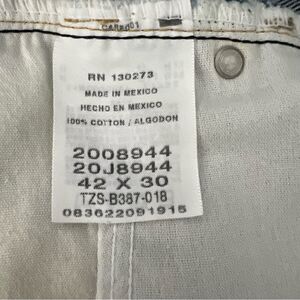 RN 130273
MADE IN MEXICO
HECHO EN MEXICO
100% COTTON / ALGODON
2008944
20J8944
42 X 30
TZS-B387-018
083622091915